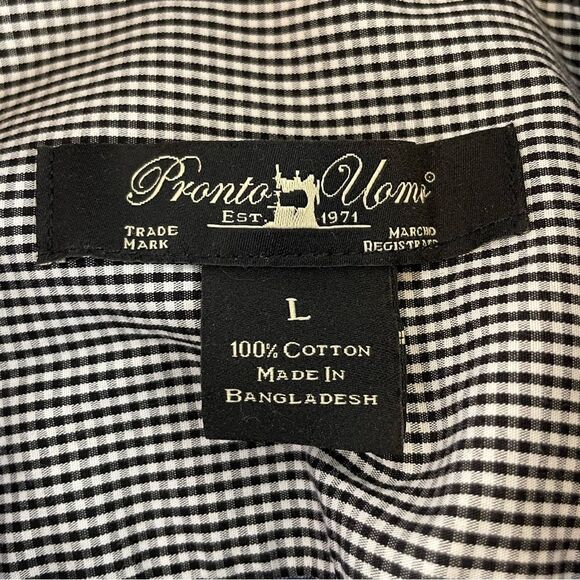 Pronto Uomo
EST. 1971
TRADE MARK
MARCHIO REGISTRATO
L
100% COTTON
MADE IN
BANGLADESH